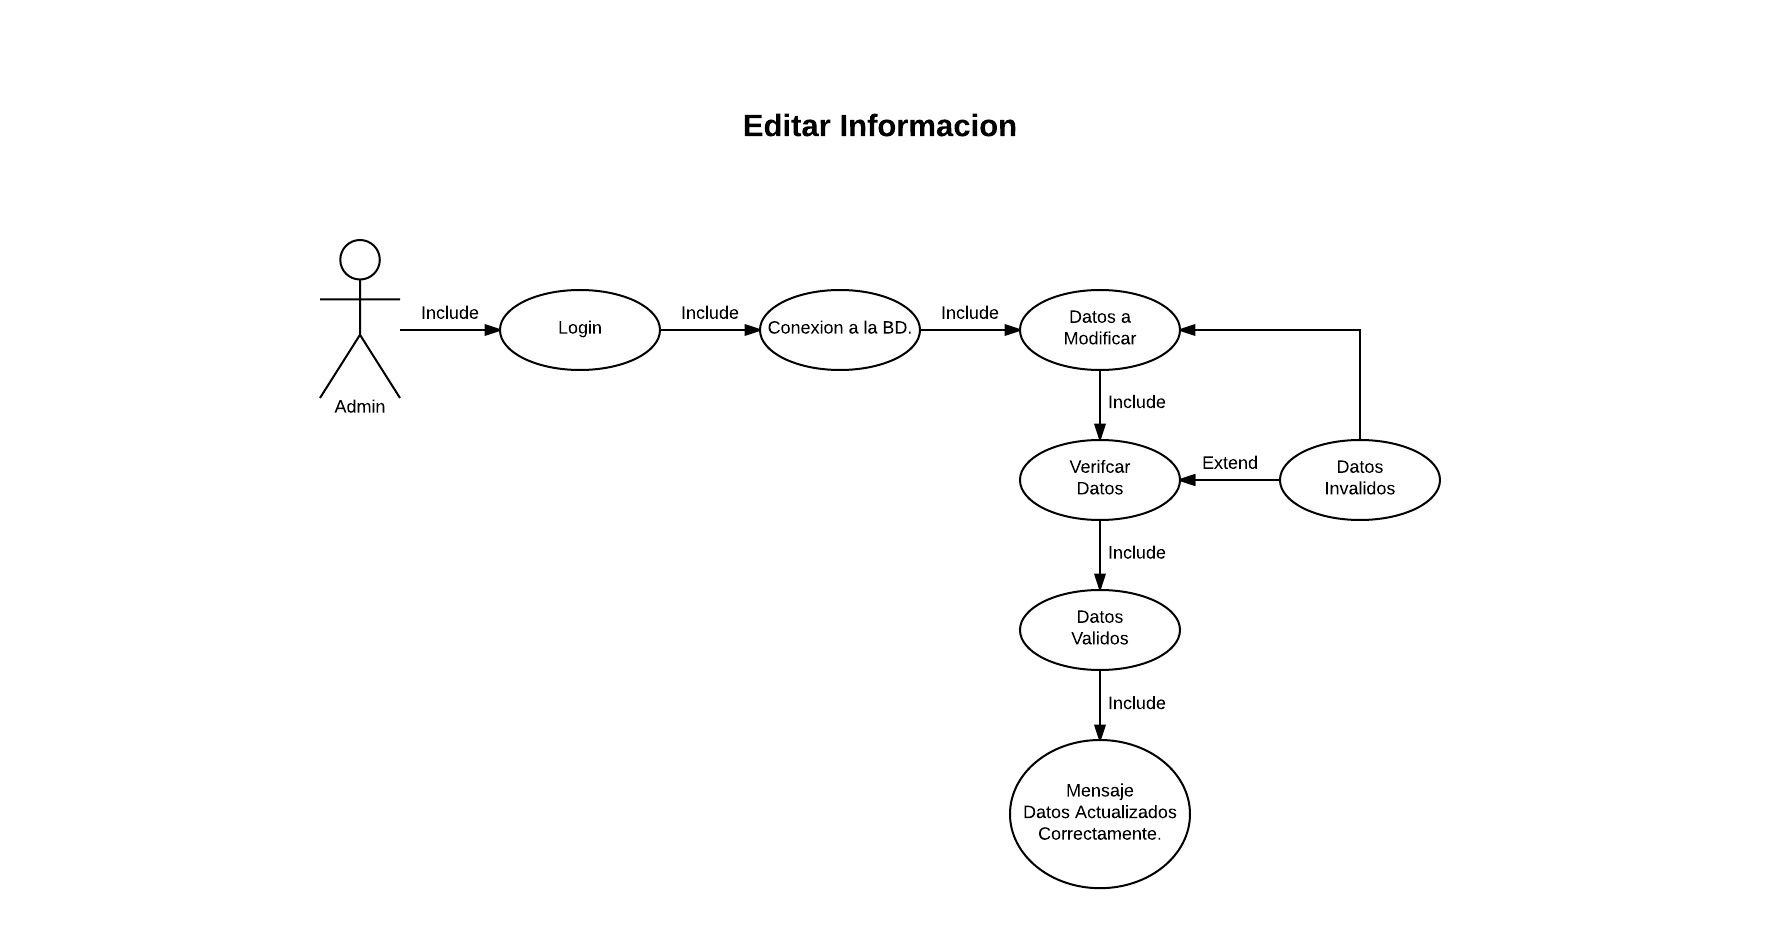 Editar Informacion
Include
Include
Include
Login
Conexion a la BD.
Datos a
Modificar
Admin
Include
Verifcar
Datos
Extend
Datos
Invalidos
Include
Datos
Validos
Include
Mensaje
Datos Actualizados
Correctamente.